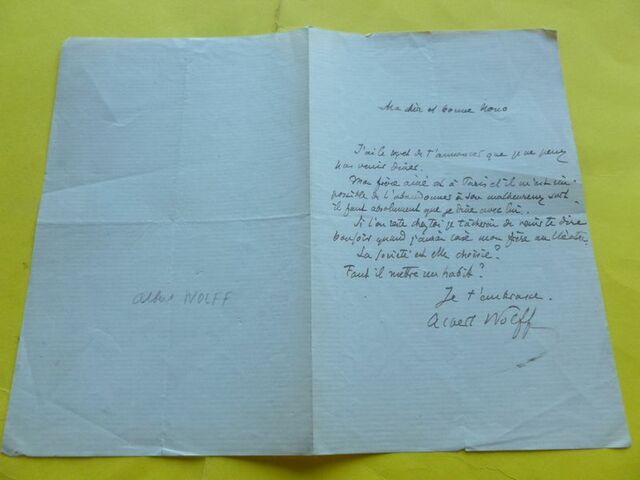 Ma chère et bonne Nono
J'ai le regret de t'annoncer que je ne peux
pas venir dîner.
Mon frère aîné est à Paris et il m'est im-
possible de l'abandonner à son malheureux sort.
il faut absolument que je dîne avec lui.
Si l'on reste chez toi je tâcherai de venir te dire
bonsoir quand j'aurai casé mon frère au théâtre.
La société est elle choisie?
Faut il mettre un habit?
Je t'embrasse.
Albert Wolff
Albert WOLFF